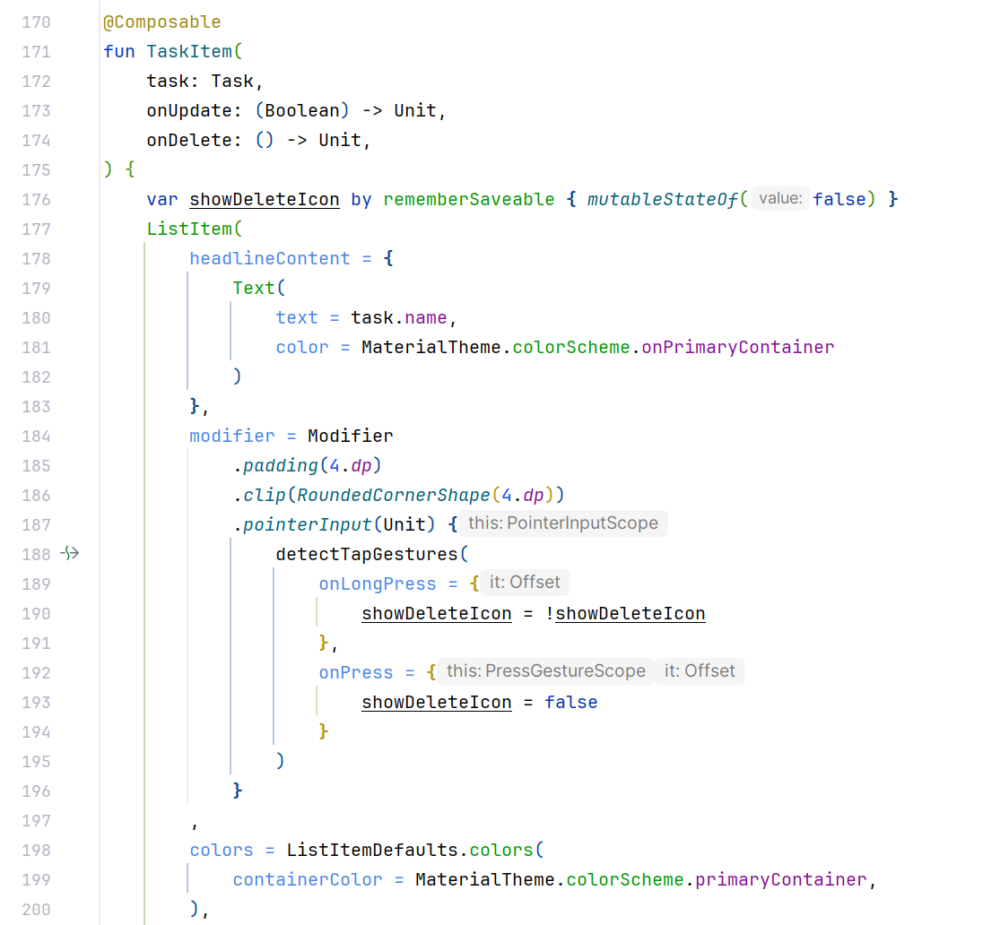 170 @Composable
171 fun TaskItem(
172     task: Task,
173     onUpdate: (Boolean) -> Unit,
174     onDelete: () -> Unit,
175 ) {
176     var showDeleteIcon by rememberSaveable { mutableStateOf( value: false) }
177     ListItem(
178         headlineContent = {
179             Text(
180                 text = task.name,
181                 color = MaterialTheme.colorScheme.onPrimaryContainer
182             )
183         },
184         modifier = Modifier
185             .padding(4.dp)
186             .clip(RoundedCornerShape(4.dp))
187             .pointerInput(Unit) { this: PointerInputScope
188                 detectTapGestures(
189                     onLongPress = { it: Offset
190                         showDeleteIcon = !showDeleteIcon
191                     },
192                     onPress = { this: PressGestureScope it: Offset
193                         showDeleteIcon = false
194                     }
195                 )
196             }
197         ,
198         colors = ListItemDefaults.colors(
199             containerColor = MaterialTheme.colorScheme.primaryContainer,
200         ),